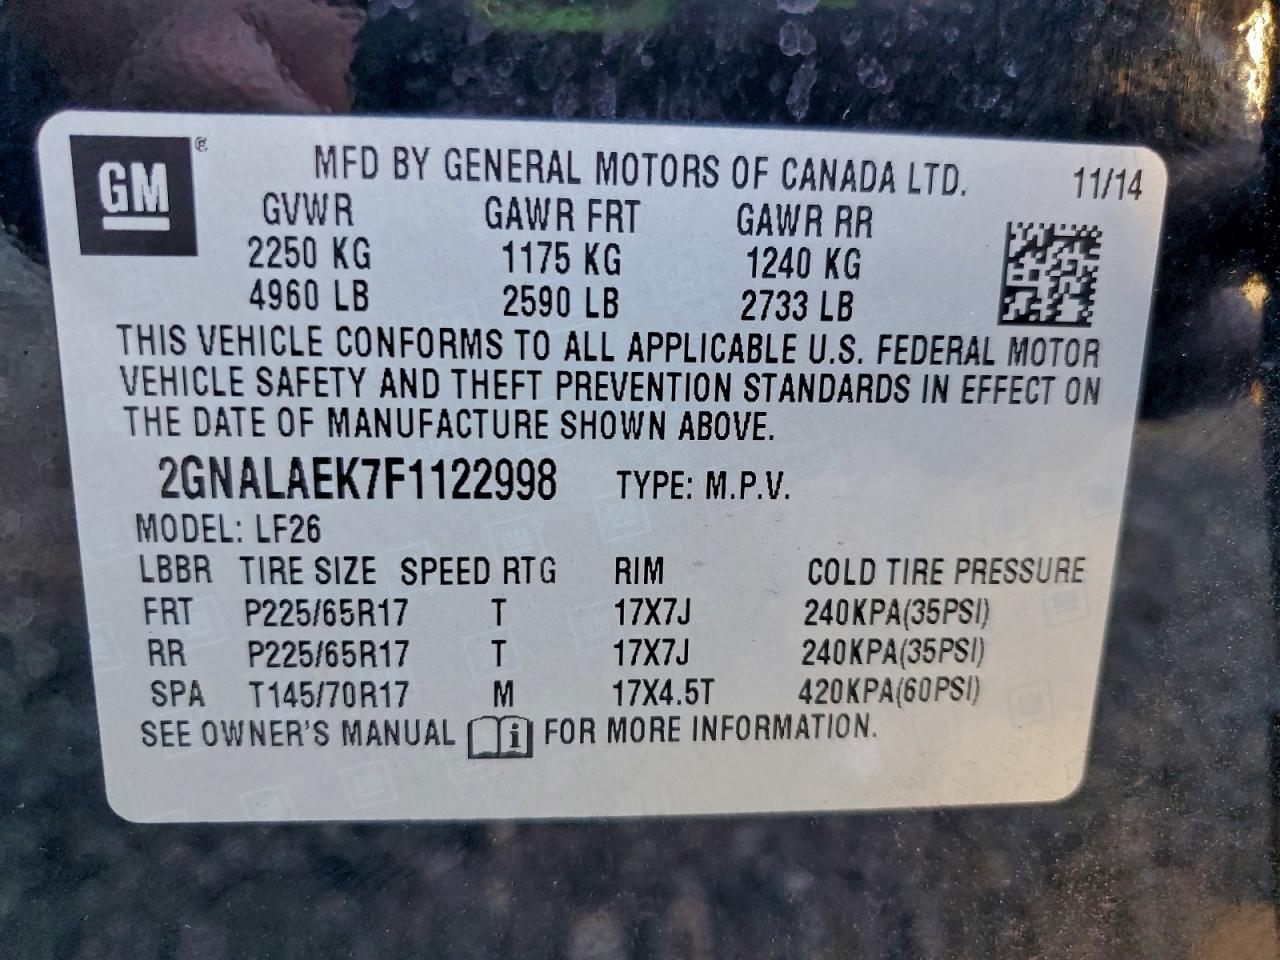 GM ®
MFD BY GENERAL MOTORS OF CANADA LTD. 11/14
GVWR GAWR FRT GAWR RR
2250 KG 1175 KG 1240 KG
4960 LB 2590 LB 2733 LB
THIS VEHICLE CONFORMS TO ALL APPLICABLE U.S. FEDERAL MOTOR
VEHICLE SAFETY AND THEFT PREVENTION STANDARDS IN EFFECT ON
THE DATE OF MANUFACTURE SHOWN ABOVE.
2GNALAEK7F1122998 TYPE: M.P.V.
MODEL: LF26
LBBR TIRE SIZE SPEED RTG RIM COLD TIRE PRESSURE
FRT P225/65R17 T 17X7J 240KPA(35PSI)
RR P225/65R17 T 17X7J 240KPA(35PSI)
SPA T145/70R17 M 17X4.5T 420KPA(60PSI)
SEE OWNER'S MANUAL i FOR MORE INFORMATION.